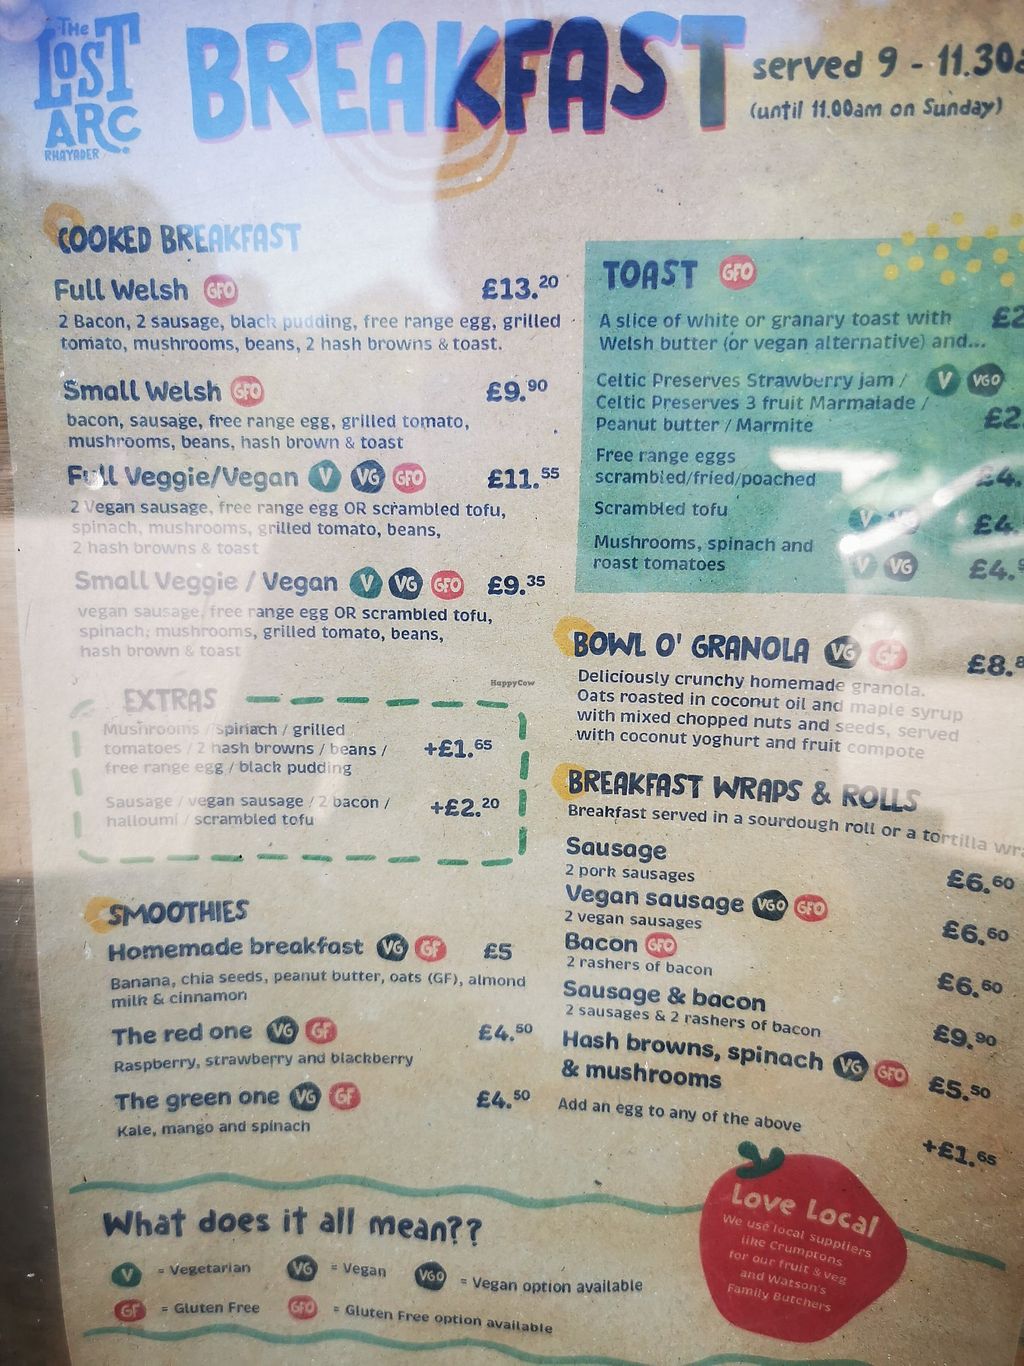 THE
LOST
ARC
RHAYADER
BREAKFAST
served 9 - 11.30a
(until 11.00am on Sunday)
COOKED BREAKFAST
Full Welsh GFO £13.20
2 Bacon, 2 sausage, black pudding, free range egg, grilled
tomato, mushrooms, beans, 2 hash browns & toast.
Small Welsh GFO £9.90
bacon, sausage, free range egg, grilled tomato,
mushrooms, beans, hash brown & toast
Full Veggie/Vegan V VG GFO £11.55
2 Vegan sausage, free range egg OR scrambled tofu,
spinach, mushrooms, grilled tomato, beans,
2 hash browns & toast
Small Veggie / Vegan V VG GFO £9.35
vegan sausage, free range egg OR scrambled tofu,
spinach, mushrooms, grilled tomato, beans,
hash brown & toast
EXTRAS
Mushrooms / spinach / grilled
tomatoes / 2 hash browns / beans / +£1.65
free range egg / black pudding
Sausage / vegan sausage / 2 bacon / +£2.20
halloumi / scrambled tofu
SMOOTHIES
Homemade breakfast VG GF £5
Banana, chia seeds, peanut butter, oats (GF), almond
milk & cinnamon
The red one VG GF £4.50
Raspberry, strawberry and blackberry
The green one VG GF £4.50
Kale, mango and spinach
TOAST GFO
A slice of white or granary toast with £2
Welsh butter (or vegan alternative) and...
Celtic Preserves Strawberry jam / V VGO
Celtic Preserves 3 fruit Marmalade / £2.
Peanut butter / Marmite
Free range eggs
scrambled/fried/poached £4.
Scrambled tofu V VG £4.
Mushrooms, spinach and
roast tomatoes V VG £4.
BOWL O' GRANOLA VG GF £8.
Deliciously crunchy homemade granola.
Oats roasted in coconut oil and maple syrup
with mixed chopped nuts and seeds, served
with coconut yoghurt and fruit compote
HappyCow
BREAKFAST WRAPS & ROLLS
Breakfast served in a sourdough roll or a tortilla wra
Sausage £6.60
2 pork sausages
Vegan sausage VGO GFO £6.60
2 vegan sausages
Bacon GFO £6.60
2 rashers of bacon
Sausage & bacon £9.90
2 sausages & 2 rashers of bacon
Hash browns, spinach VG GFO £5.50
& mushrooms
Add an egg to any of the above +£1.65
What does it all mean??
V = Vegetarian VG = Vegan VGO = Vegan option available
GF = Gluten Free GFO = Gluten Free option available
Love Local
We use local suppliers
like Crumptons
for our fruit & veg
and Watson's
Family Butchers